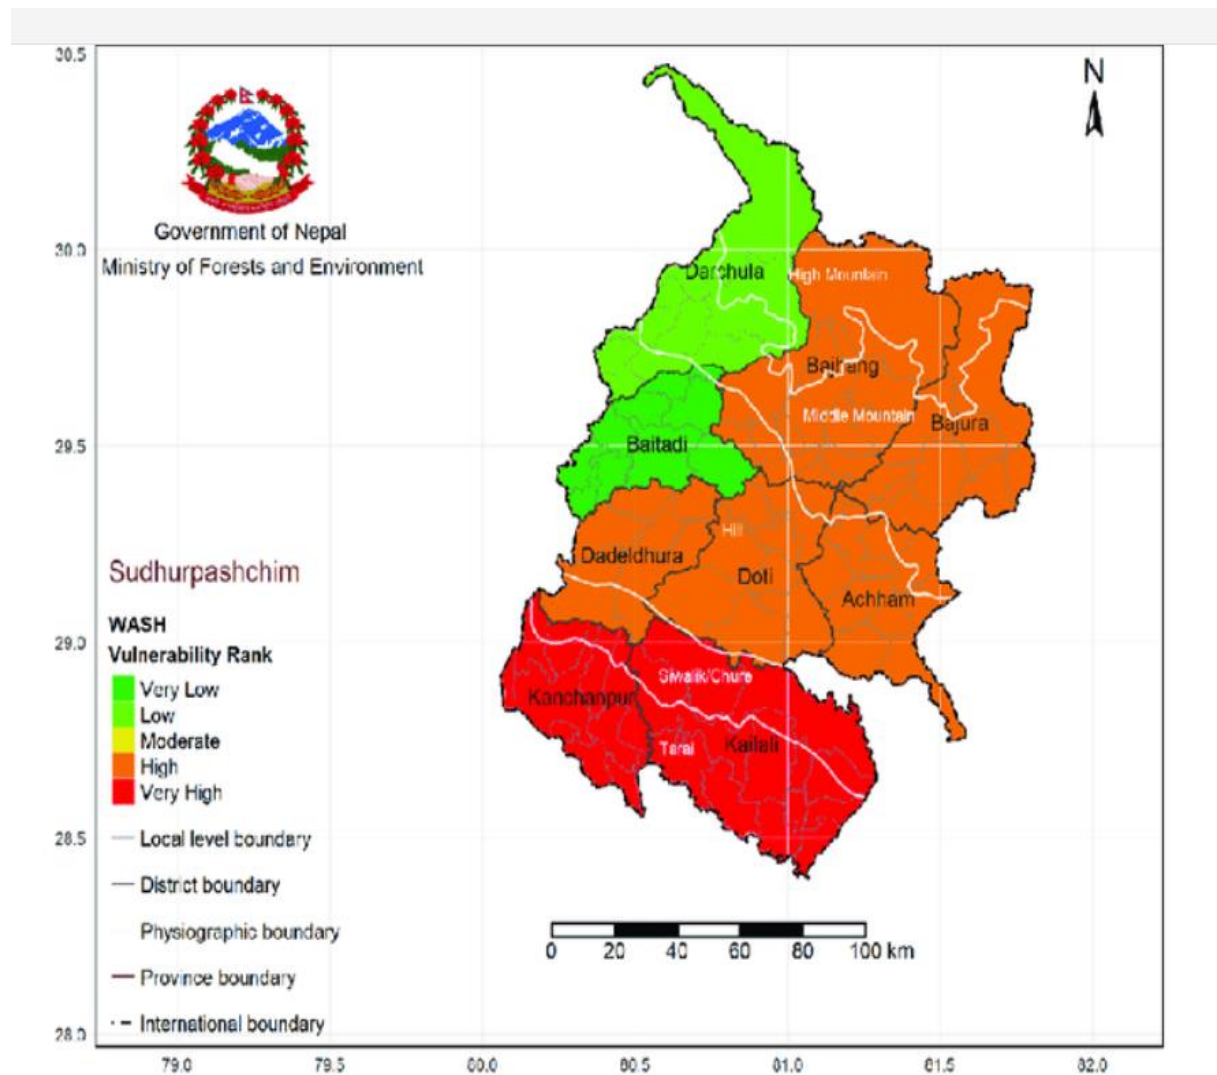 30.5
30.0
29.5
29.0
28.5
28.0
N
Government of Nepal
Ministry of Forests and Environment
Darchula
High Mountain
Bajhang
Middle Mountain
Bajura
Baitadi
Hill
Dadeldhura
Doti
Achham
Siwalik/Chure
Kanchanpur
Tarai
Kailali
Sudhurpashchim
WASH
Vulnerability Rank
Very Low
Low
Moderate
High
Very High
Local level boundary
District boundary
Physiographic boundary
Province boundary
International boundary
0 20 40 60 80 100 km
79.0 79.5 80.0 80.5 81.0 81.5 82.0